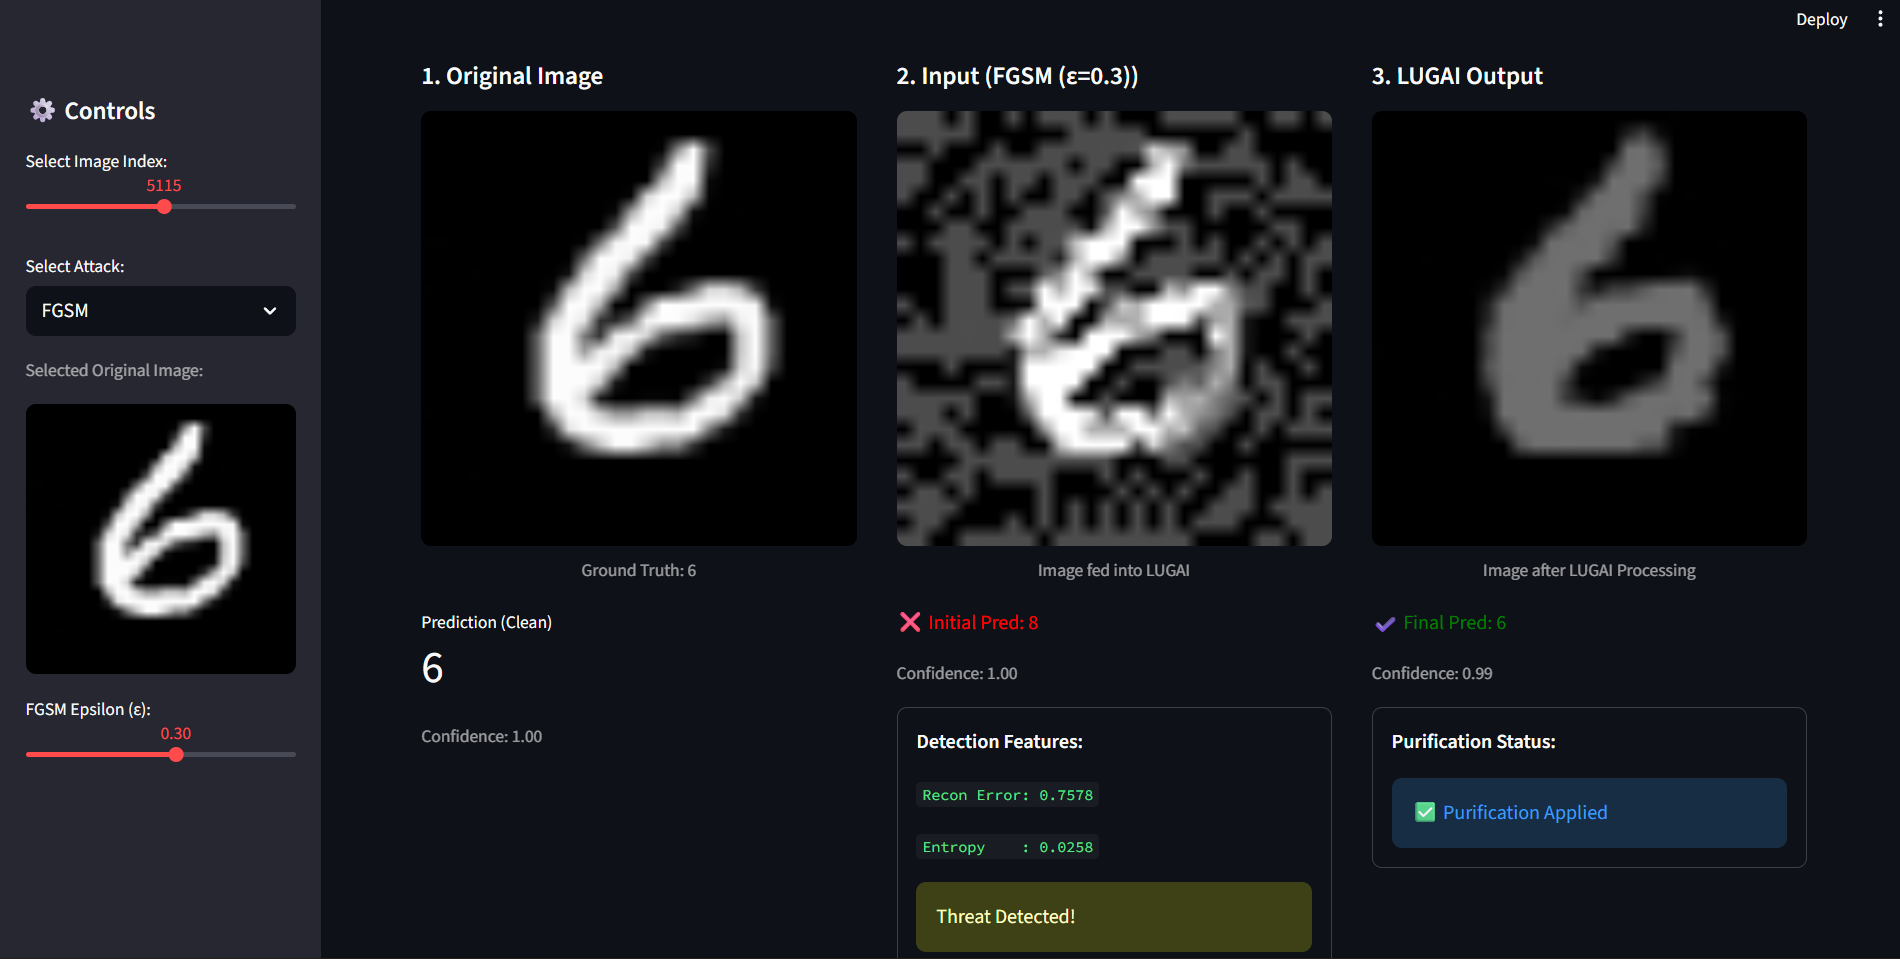 Deploy
Controls
Select Image Index:
5115
Select Attack:
FGSM
Selected Original Image:
FGSM Epsilon (ε):
0.30
1. Original Image
Ground Truth: 6
Prediction (Clean)
6
Confidence: 1.00
2. Input (FGSM (ε=0.3))
Image fed into LUGAI
❌ Initial Pred: 8
Confidence: 1.00
Detection Features:
Recon Error: 0.7578
Entropy    : 0.0258
Threat Detected!
3. LUGAI Output
Image after LUGAI Processing
✔ Final Pred: 6
Confidence: 0.99
Purification Status:
✅ Purification Applied